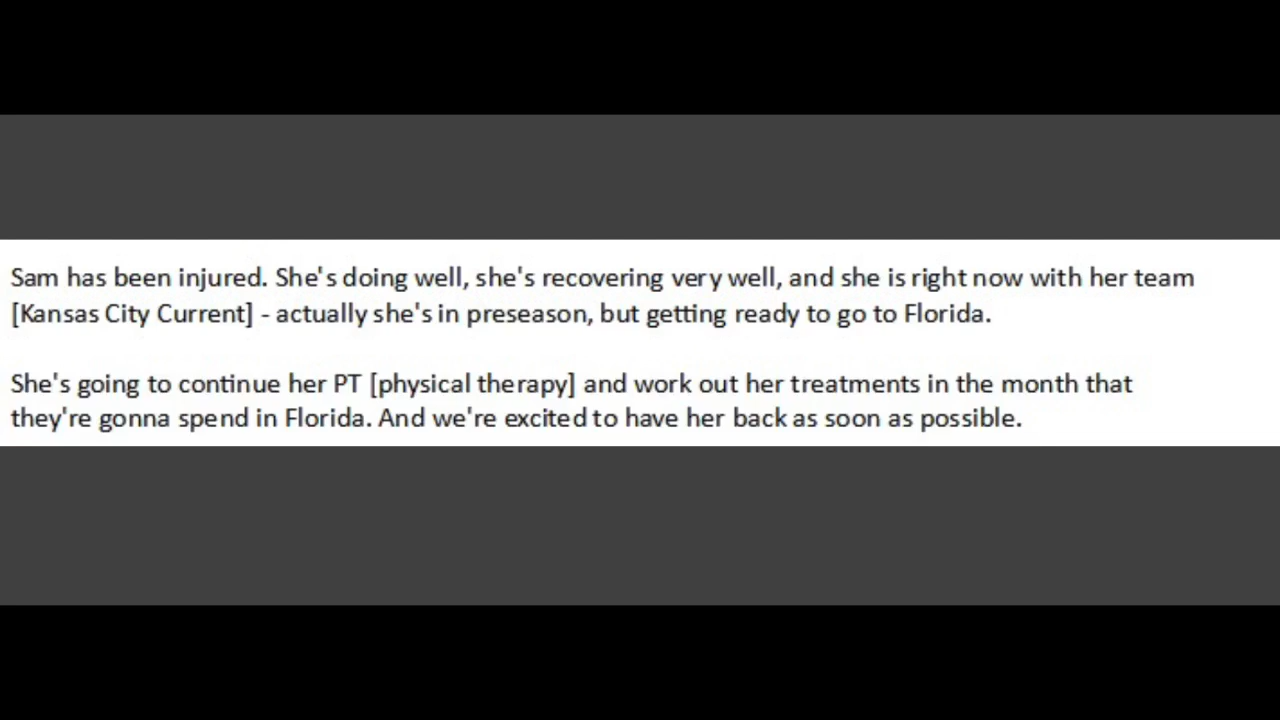 Sam has been injured. She's doing well, she's recovering very well, and she is right now with her team
[Kansas City Current] - actually she's in preseason, but getting ready to go to Florida.
She's going to continue her PT [physical therapy] and work out her treatments in the month that
they're gonna spend in Florida. And we're excited to have her back as soon as possible.